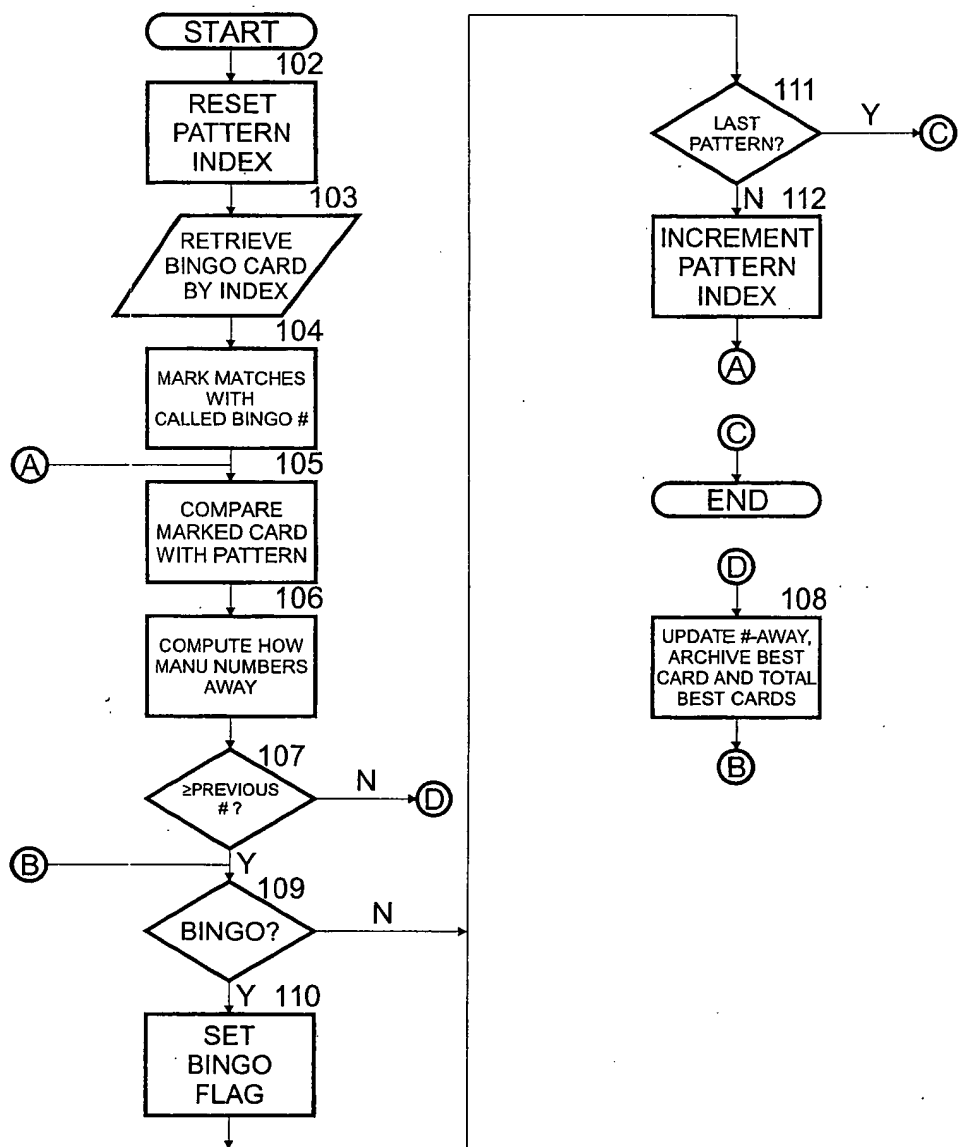 START
102
RESET
PATTERN
INDEX
103
RETRIEVE
BINGO CARD
BY INDEX
104
MARK MATCHES
WITH
CALLED BINGO #
A
105
COMPARE
MARKED CARD
WITH PATTERN
106
COMPUTE HOW
MANU NUMBERS
AWAY
107
≥PREVIOUS
# ?
N
D
Y
B
109
BINGO?
N
Y
110
SET
BINGO
FLAG
111
LAST
PATTERN?
Y
C
N
112
INCREMENT
PATTERN
INDEX
A
C
END
D
108
UPDATE #-AWAY,
ARCHIVE BEST
CARD AND TOTAL
BEST CARDS
B